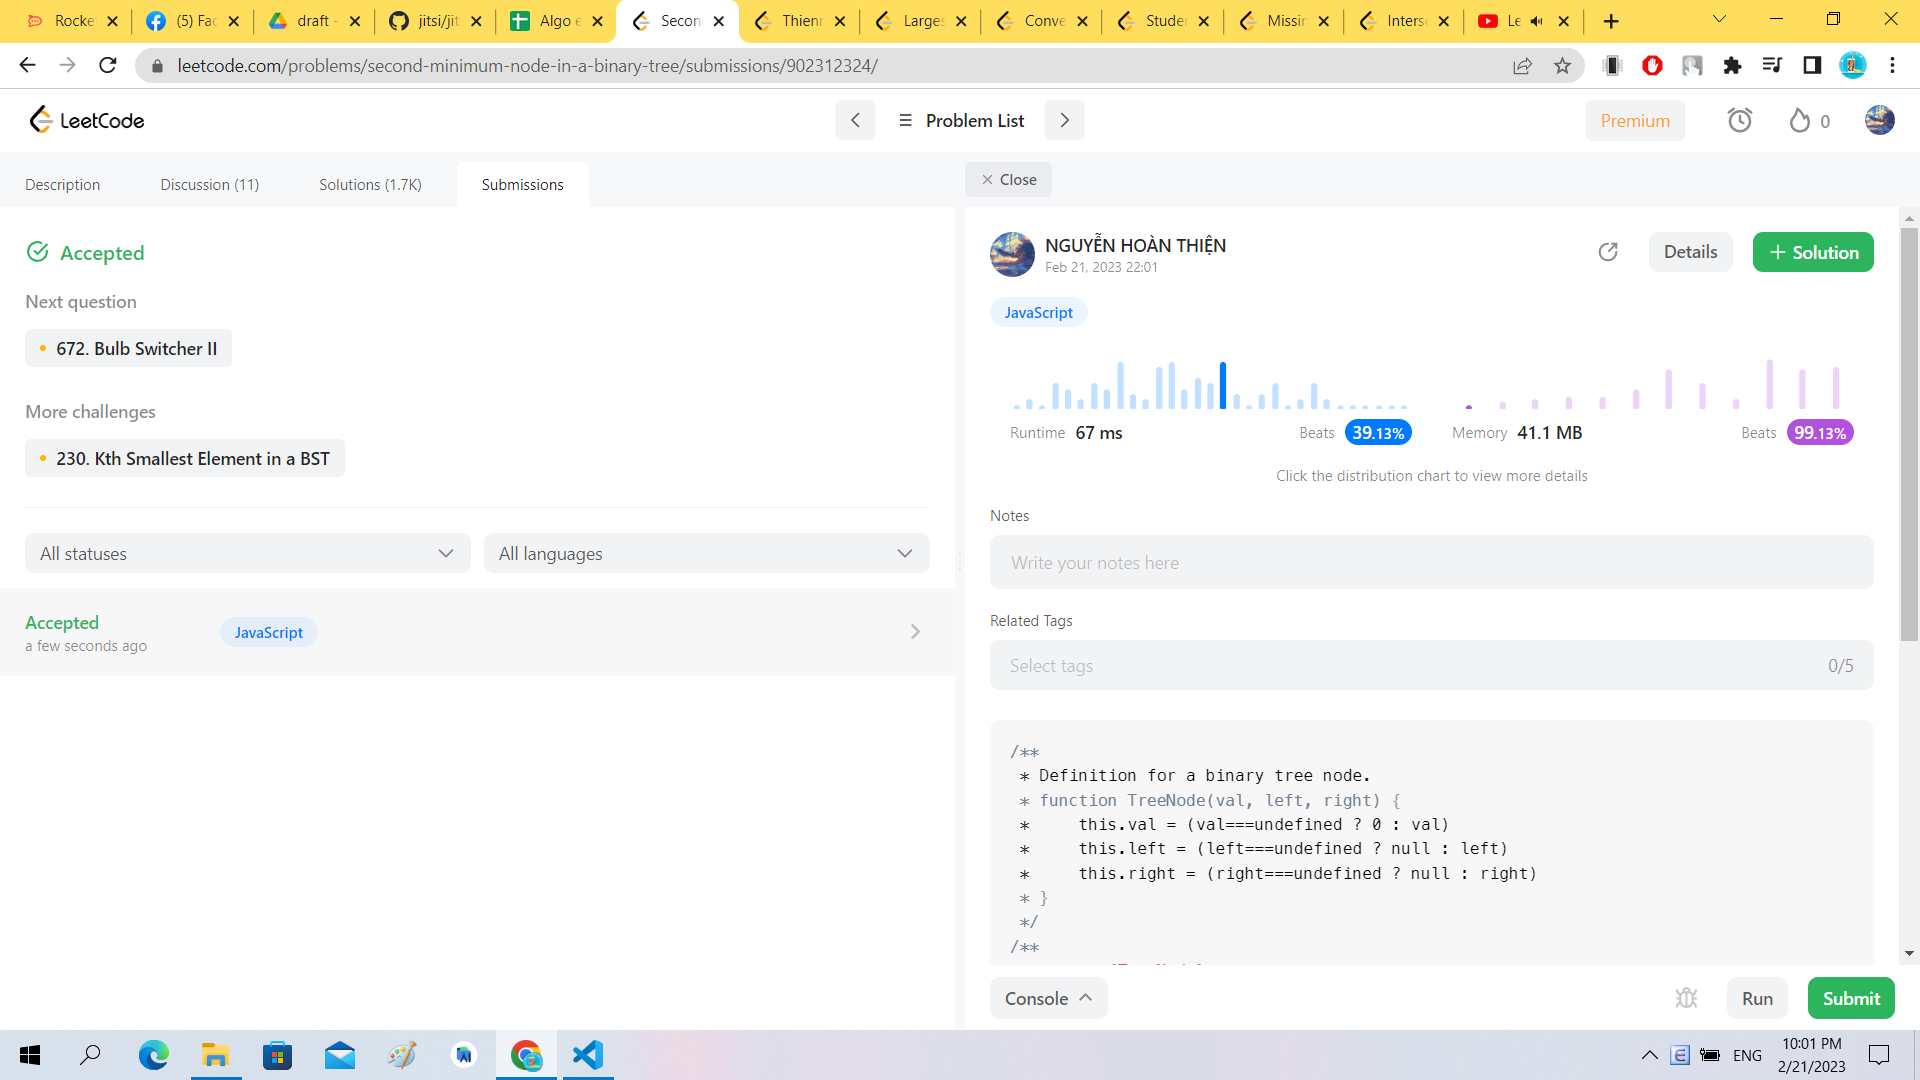 Rocke
(5) Fac
draft -
jitsi/jit
Algo e
Secon
Thienn
Larges
Conve
Studer
Missin
Interse
Le
leetcode.com/problems/second-minimum-node-in-a-binary-tree/submissions/902312324/
LeetCode
Problem List
Premium
0
Description
Discussion (11)
Solutions (1.7K)
Submissions
Close
Accepted
Next question
672. Bulb Switcher II
More challenges
230. Kth Smallest Element in a BST
All statuses
All languages
Accepted
a few seconds ago
JavaScript
NGUYỄN HOÀN THIỆN
Feb 21, 2023 22:01
Details
+ Solution
JavaScript
Runtime 67 ms
Beats 39.13%
Memory 41.1 MB
Beats 99.13%
Click the distribution chart to view more details
Notes
Write your notes here
Related Tags
Select tags
0/5
/**
 * Definition for a binary tree node.
 * function TreeNode(val, left, right) {
 *     this.val = (val===undefined ? 0 : val)
 *     this.left = (left===undefined ? null : left)
 *     this.right = (right===undefined ? null : right)
 * }
 */
/**
Console
Run
Submit
ENG
10:01 PM
2/21/2023